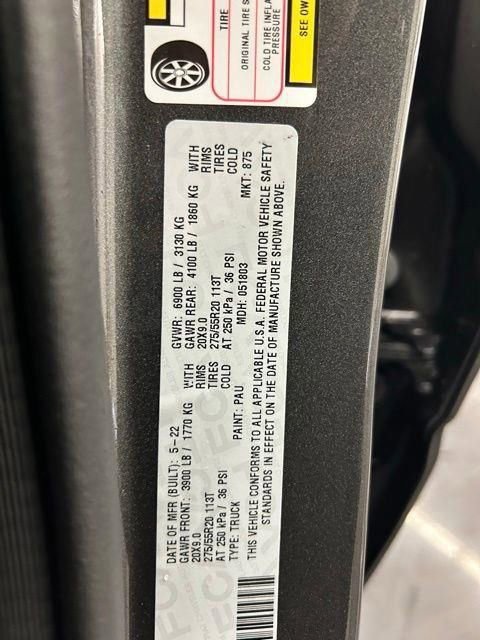 TIRE
ORIGINAL TIRE
COLD TIRE
PRESSURE
SEE OW
DATE OF MFR (BUILT): 5-22
GVWR: 6900 LB / 3130 KG
GAWR FRONT: 3900 LB / 1770 KG WITH
GAWR REAR: 4100 LB / 1860 KG WITH
20X9.0 RIMS
20X9.0 RIMS
275/55R20 113T TIRES
275/55R20 113T TIRES
AT 250 kPa / 36 PSI COLD
AT 250 kPa / 36 PSI COLD
TYPE: TRUCK PAINT: PAU MDH: 051803 MKT: 875
THIS VEHICLE CONFORMS TO ALL APPLICABLE U.S.A. FEDERAL MOTOR VEHICLE SAFETY
STANDARDS IN EFFECT ON THE DATE OF MANUFACTURE SHOWN ABOVE.